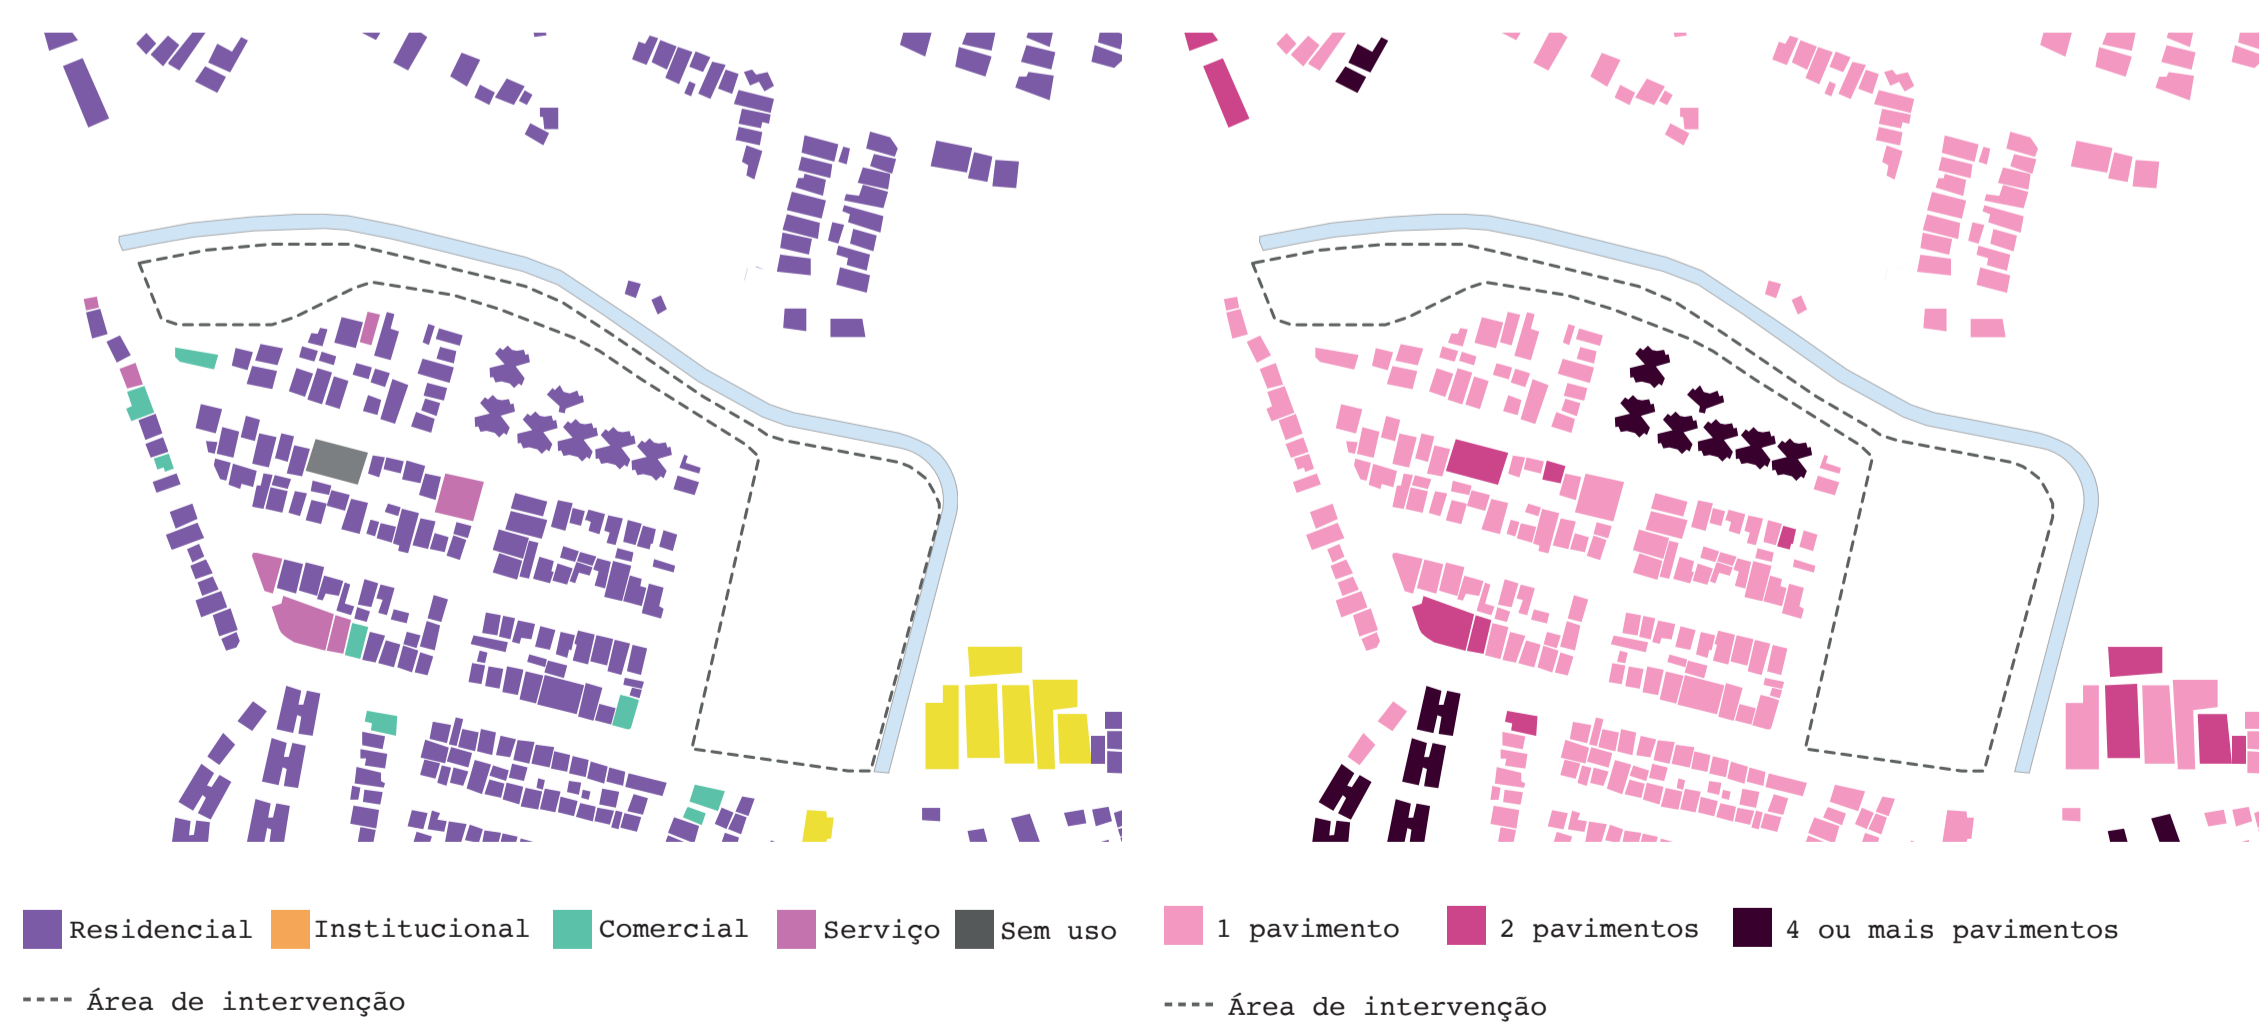 Residencial Institucional Comercial Serviço Sem uso
Área de intervenção
1 pavimento 2 pavimentos 4 ou mais pavimentos
Área de intervenção